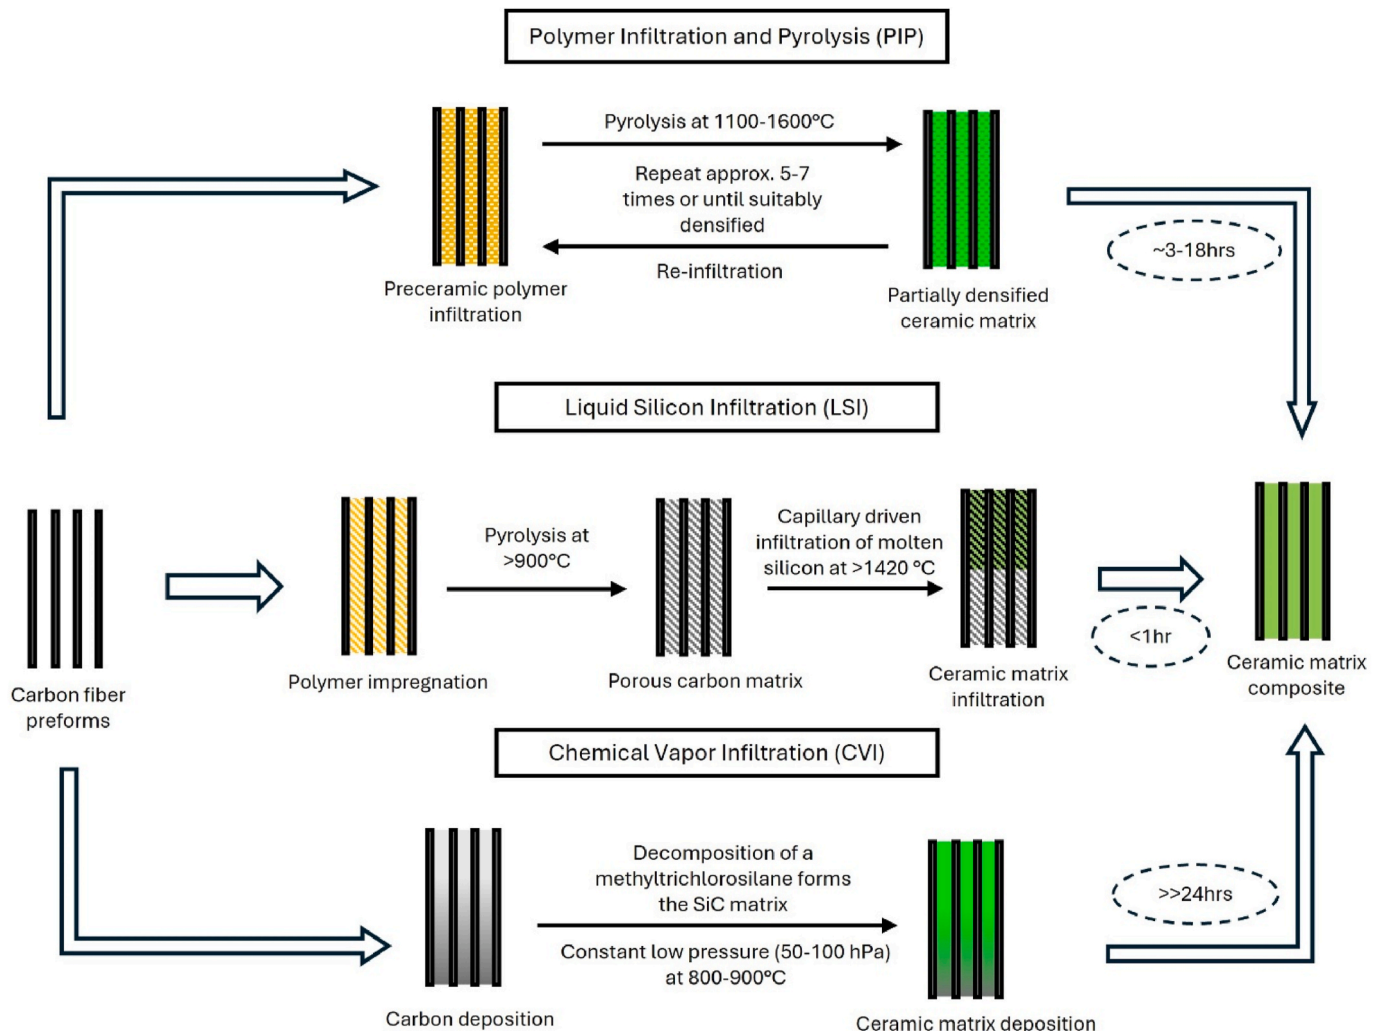 Polymer Infiltration and Pyrolysis (PIP)
Pyrolysis at 1100-1600°C
Repeat approx. 5-7
times or until suitably
densified
Re-infiltration
Preceramic polymer
infiltration
Partially densified
ceramic matrix
~3-18hrs
Liquid Silicon Infiltration (LSI)
Carbon fiber
preforms
Polymer impregnation
Pyrolysis at
>900°C
Porous carbon matrix
Capillary driven
infiltration of molten
silicon at >1420 °C
Ceramic matrix
infiltration
<1hr
Ceramic matrix
composite
Chemical Vapor Infiltration (CVI)
Carbon deposition
Decomposition of a
methyltrichlorosilane forms
the SiC matrix
Constant low pressure (50-100 hPa)
at 800-900°C
Ceramic matrix deposition
>>24hrs